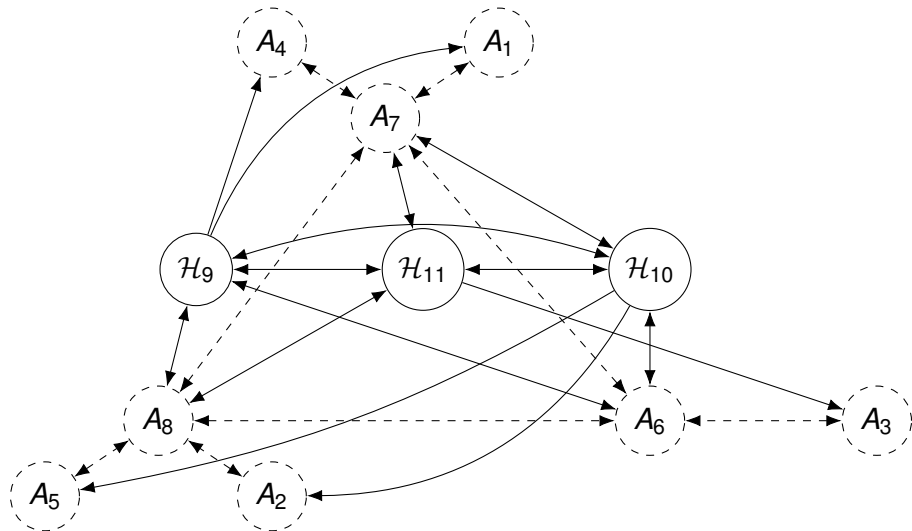 A₄ A₁
A₇
ℋ₉ ℋ₁₁ ℋ₁₀
A₈ A₆ A₃
A₅ A₂